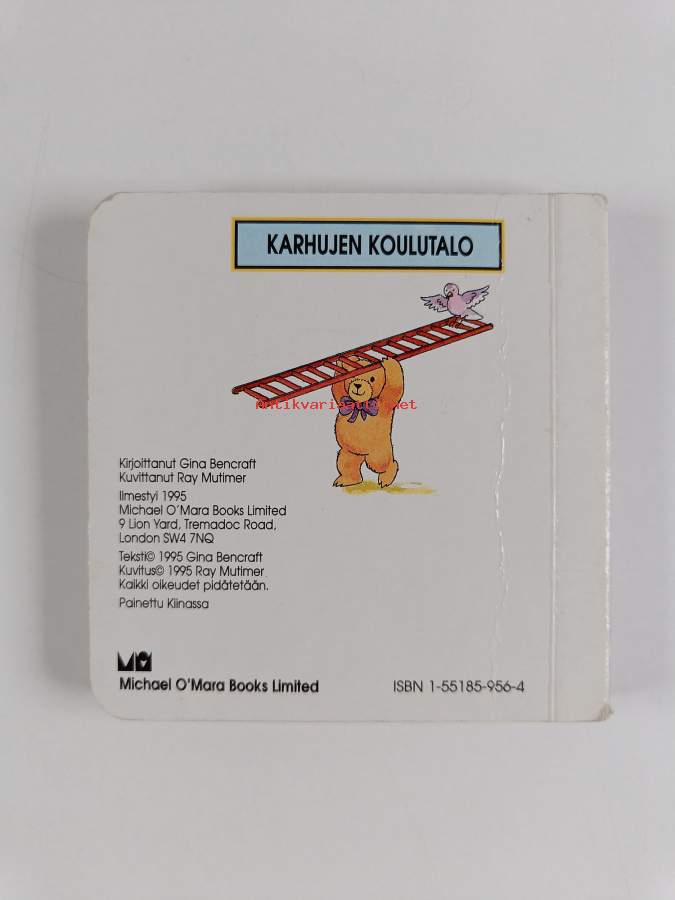 KARHUJEN KOULUTALO
antikvariaatti.net
Kirjoittanut Gina Bencraft
Kuvittanut Ray Mutimer
Ilmestyi 1995
Michael O'Mara Books Limited
9 Lion Yard, Tremadoc Road,
London SW4 7NQ
Teksti© 1995 Gina Bencraft
Kuvitus© 1995 Ray Mutimer
Kaikki oikeudet pidätetään.
Painettu Kiinassa
Michael O'Mara Books Limited
ISBN 1-55185-956-4